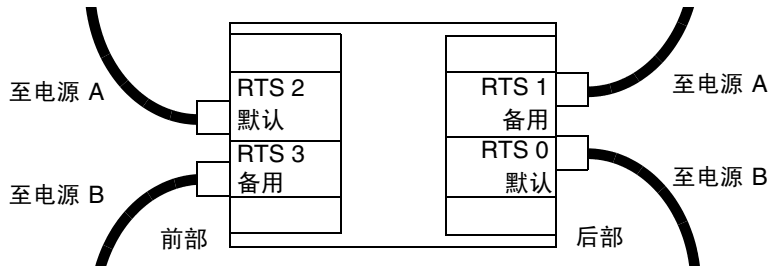 至电源 A
RTS 2
默认
RTS 3
备用
至电源 B
前部
RTS 1
备用
RTS 0
默认
至电源 A
至电源 B
后部